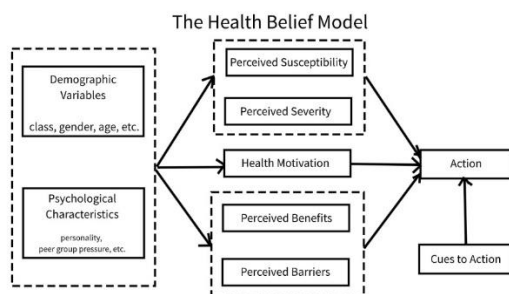 The Health Belief Model
Demographic
Variables
class, gender, age, etc.
Psychological
Characteristics
personality,
peer group pressure, etc.
Perceived Susceptibility
Perceived Severity
Health Motivation
Perceived Benefits
Perceived Barriers
Action
Cues to Action